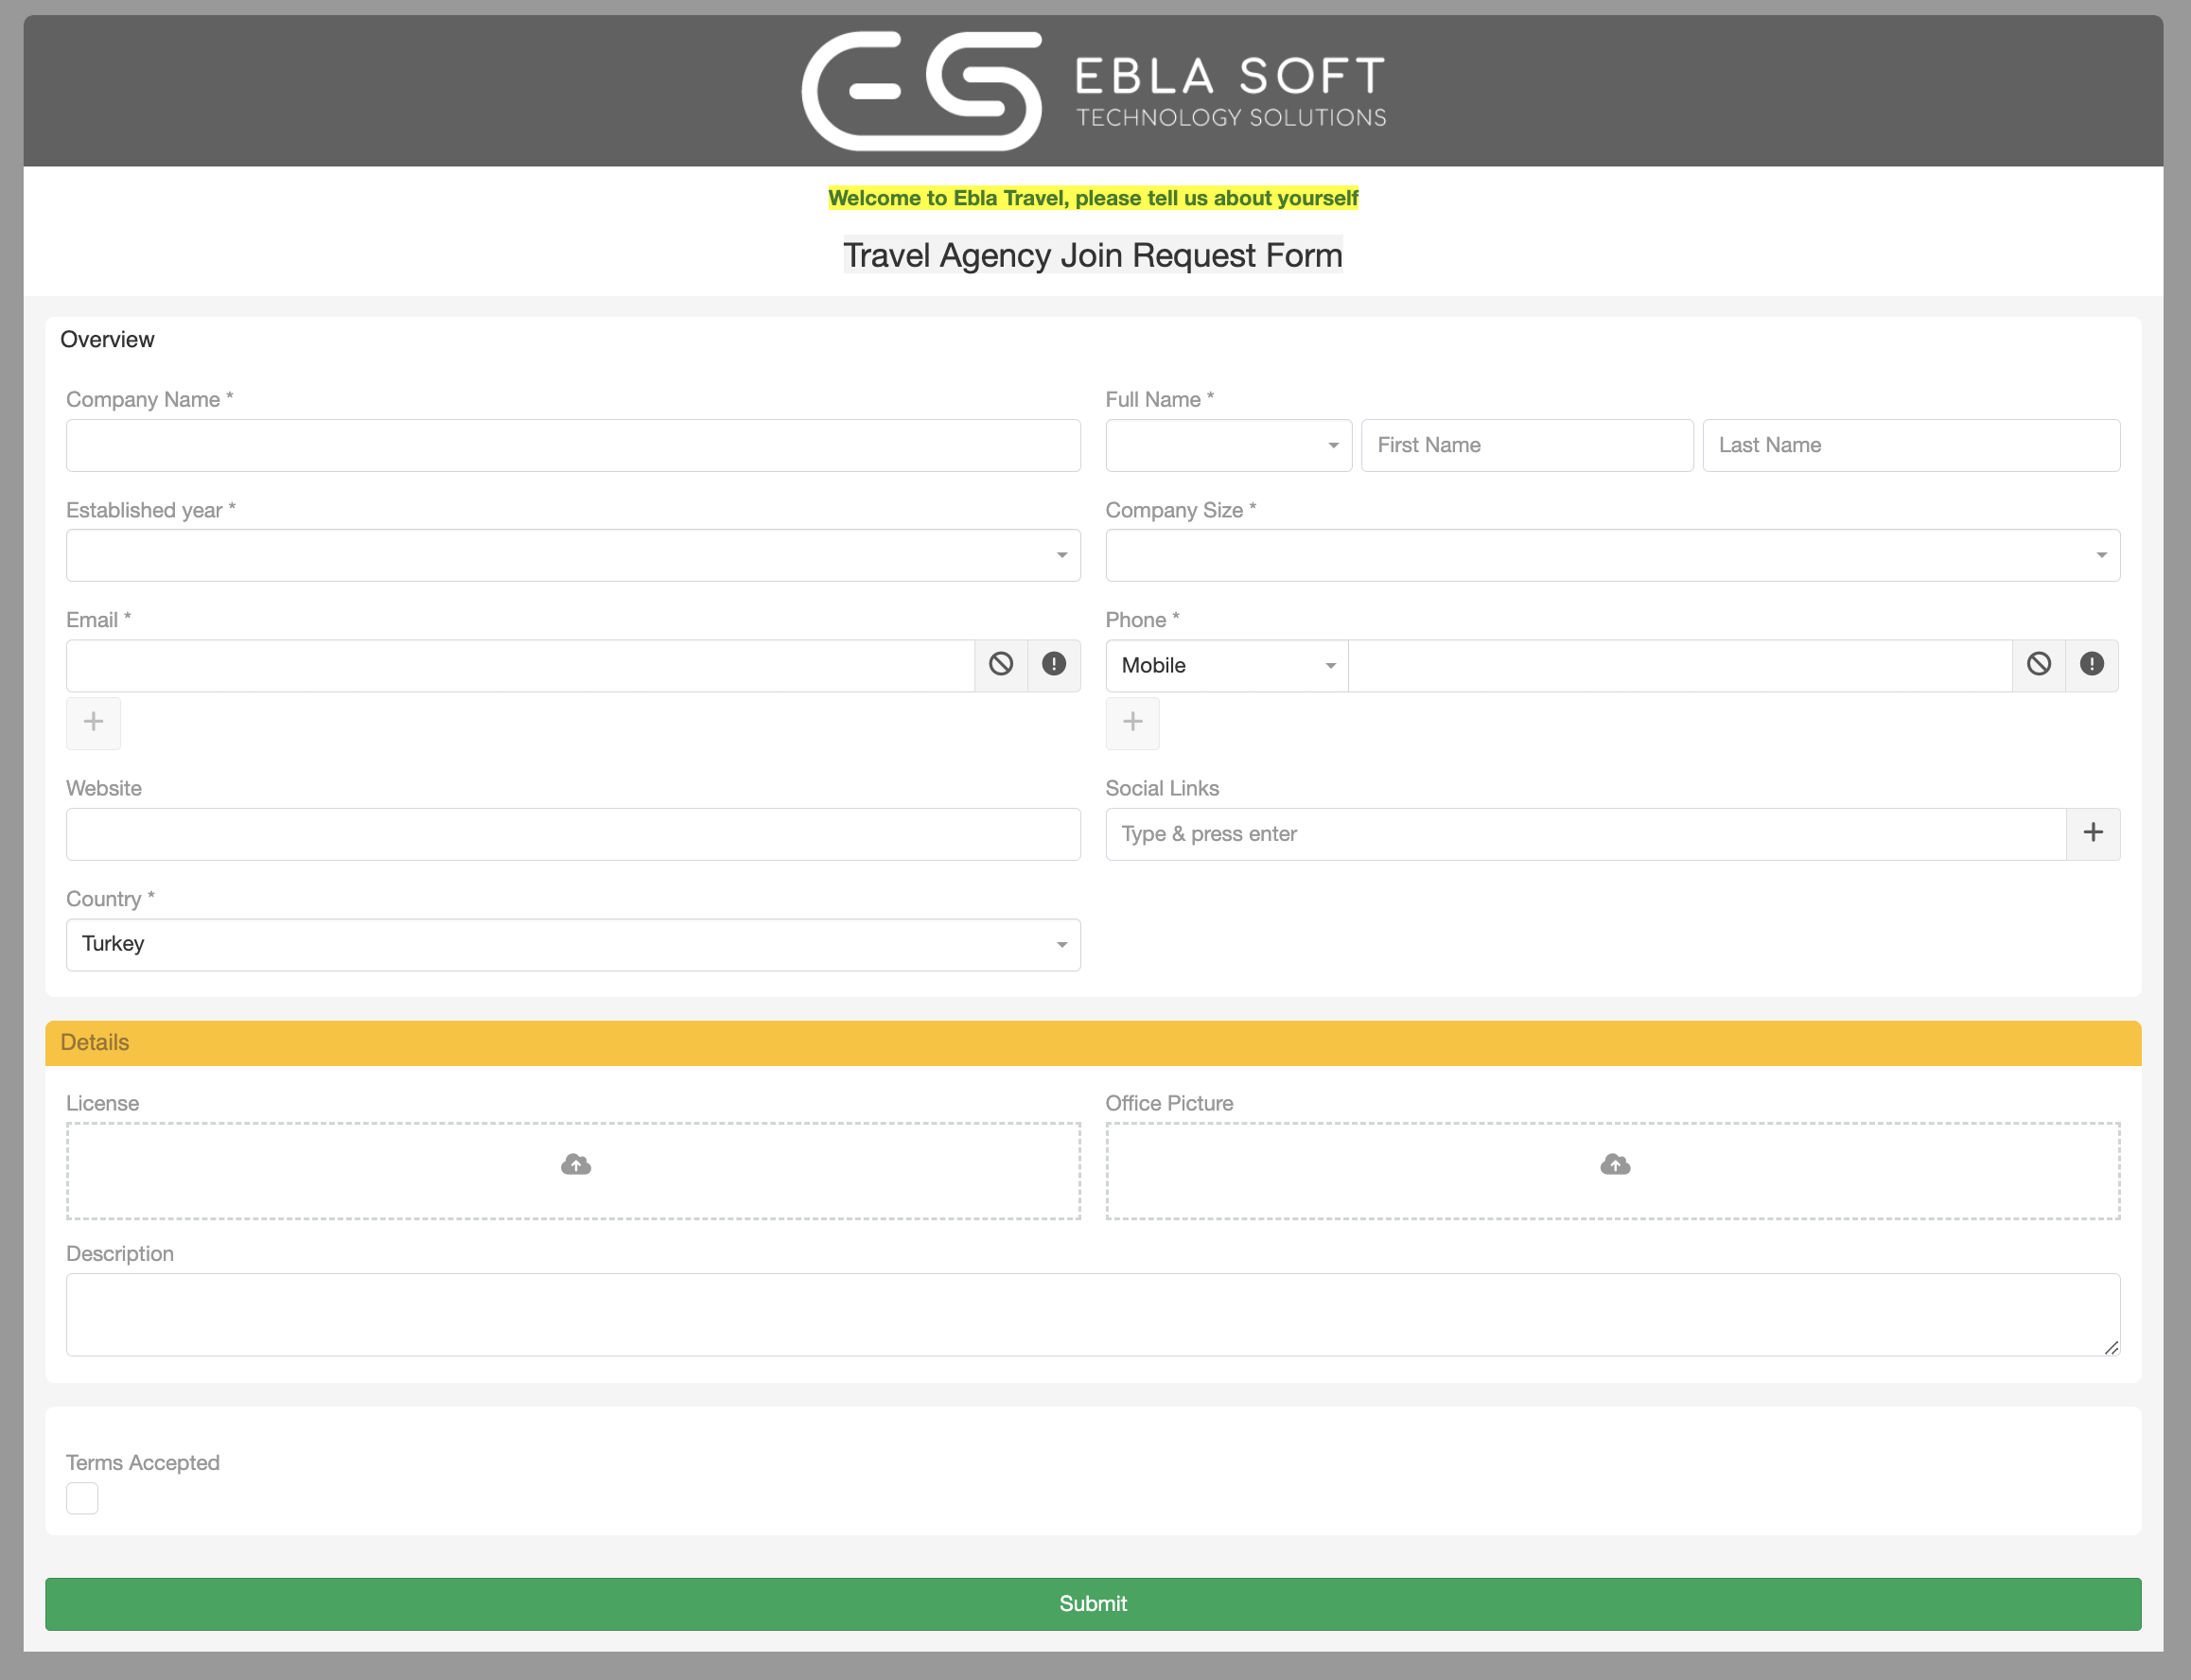 ES EBLA SOFT
TECHNOLOGY SOLUTIONS
Welcome to Ebla Travel, please tell us about yourself
Travel Agency Join Request Form
Overview
Company Name *
Full Name *
First Name
Last Name
Established year *
Company Size *
Email *
Phone *
Mobile
Website
Social Links
Type & press enter
Country *
Turkey
Details
License
Office Picture
Description
Terms Accepted
Submit